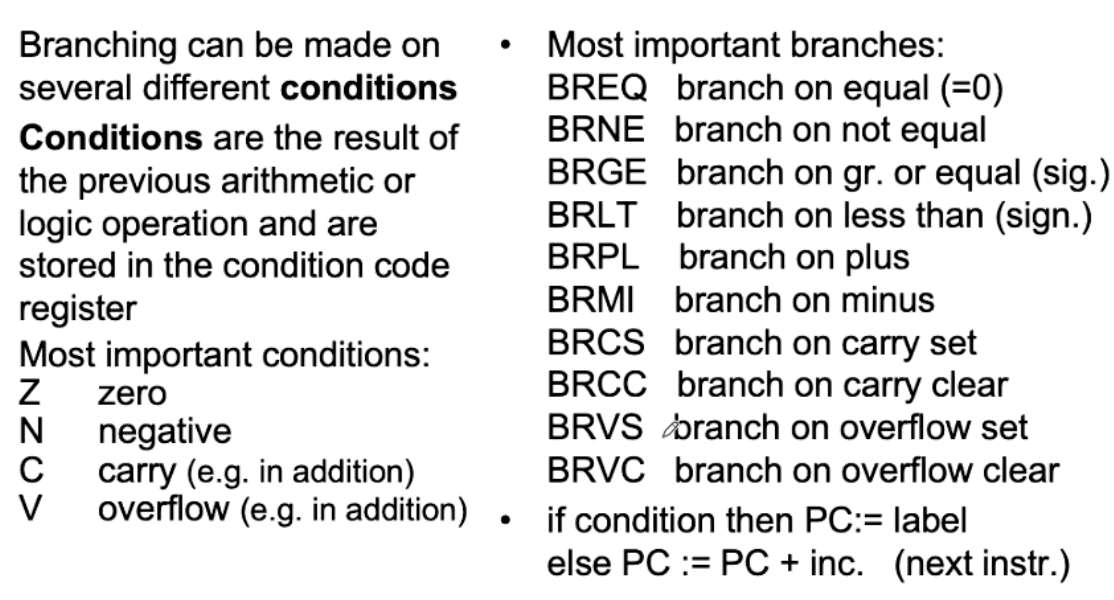 Branching can be made on
several different conditions
Conditions are the result of
the previous arithmetic or
logic operation and are
stored in the condition code
register
Most important conditions:
Z zero
N negative
C carry (e.g. in addition)
V overflow (e.g. in addition)
• Most important branches:
BREQ branch on equal (=0)
BRNE branch on not equal
BRGE branch on gr. or equal (sig.)
BRLT branch on less than (sign.)
BRPL branch on plus
BRMI branch on minus
BRCS branch on carry set
BRCC branch on carry clear
BRVS branch on overflow set
BRVC branch on overflow clear
• if condition then PC:= label
else PC := PC + inc. (next instr.)